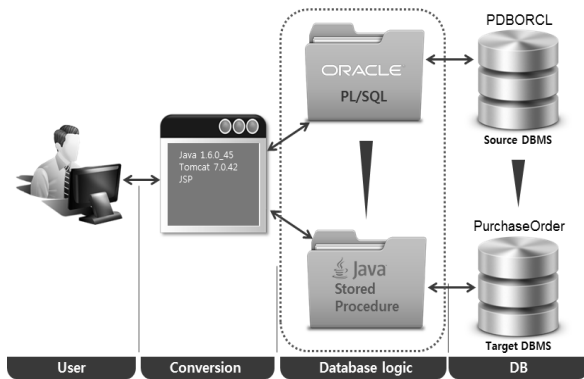 PDBORCL
ORACLE
PL/SQL
Source DBMS
Java 1.6.0_45
Tomcat 7.0.42
JSP
PurchaseOrder
Java
Stored
Procedure
Target DBMS
User
Conversion
Database logic
DB